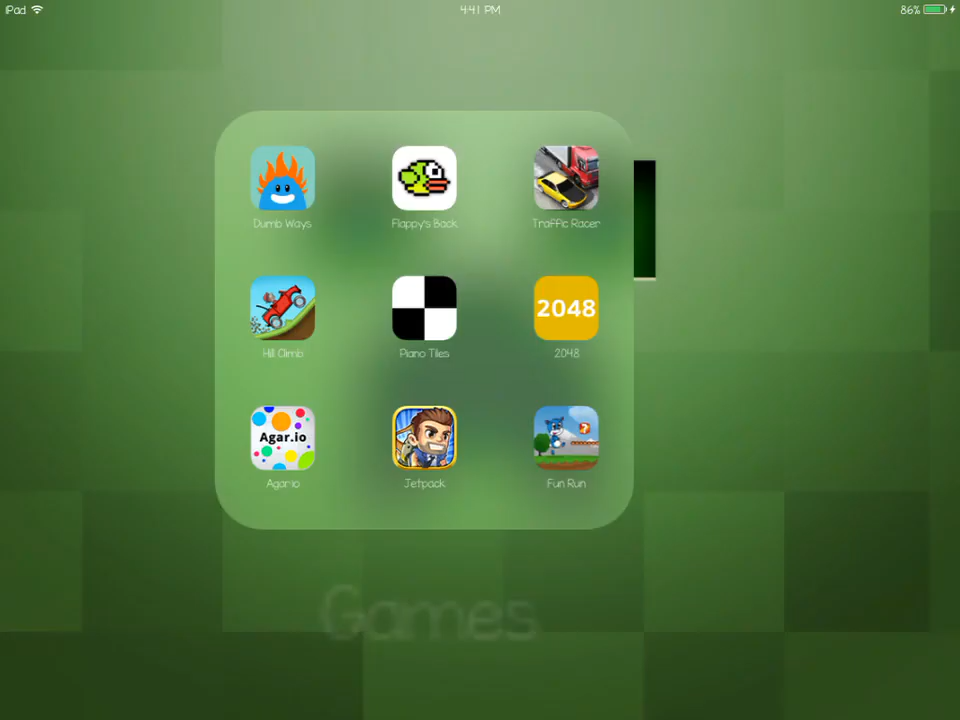 iPad 4:41 PM 86%
Dumb Ways Flappy's Back Traffic Racer
2048
Hill Climb Piano Tiles 2048
Agar.io
Agario Jetpack Fun Run
Games